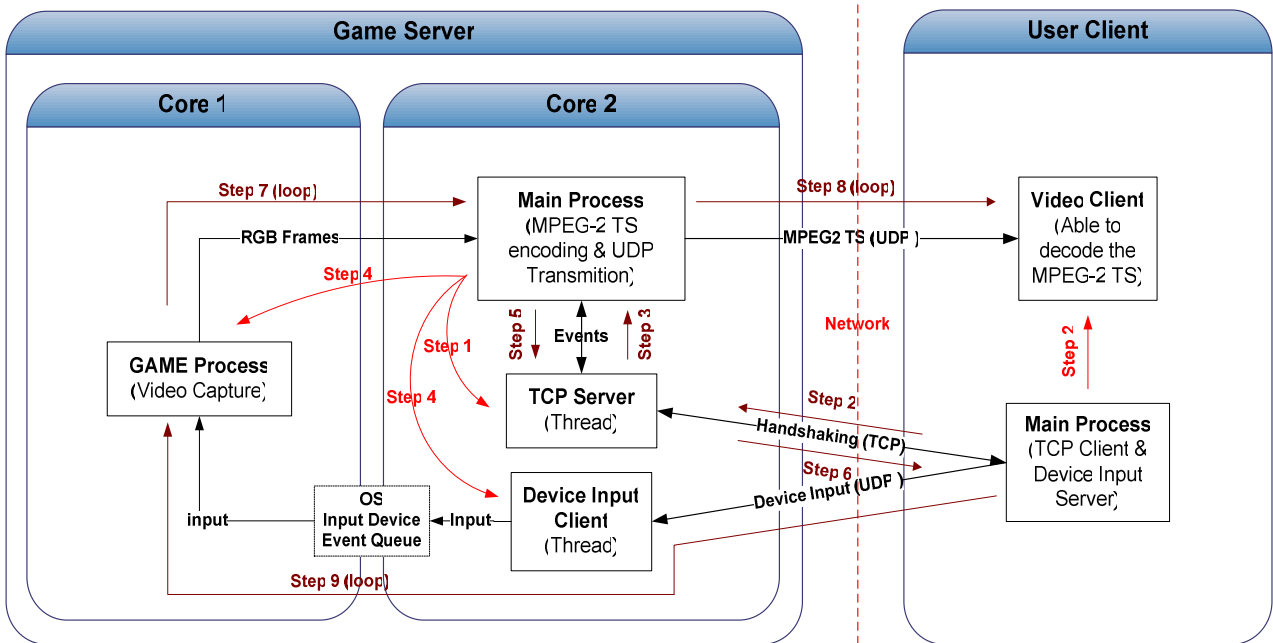 Game Server
User Client
Core 1
Core 2
Step 7 (loop)
Step 8 (loop)
Main Process
(MPEG-2 TS
encoding & UDP
Transmition)
Video Client
(Able to
decode the
MPEG-2 TS)
RGB Frames
MPEG2 TS (UDP)
Step 4
Step 5
Events
Step 3
Network
Step 1
Step 2
GAME Process
(Video Capture)
TCP Server
(Thread)
Step 4
Step 2
Handshaking (TCP)
Step 6
Main Process
(TCP Client &
Device Input
Server)
Device Input (UDP)
Device Input
Client
(Thread)
OS
Input Device
Event Queue
input
Input
Step 9 (loop)